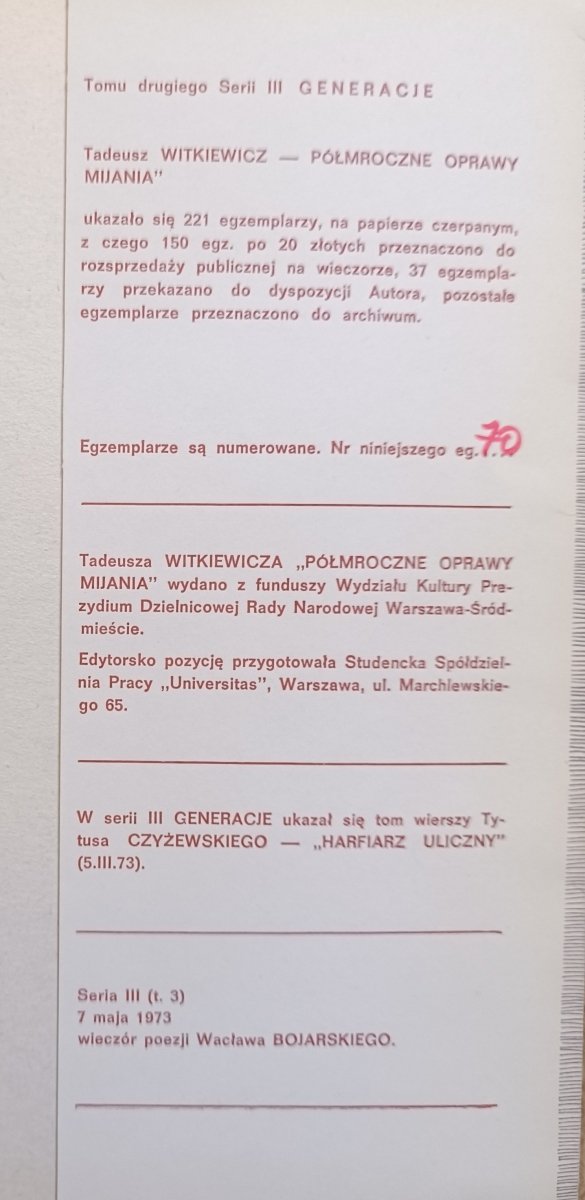 Tomu drugiego Serii III GENERACJE
Tadeusz WITKIEWICZ — PÓŁMROCZNE OPRAWY
MIJANIA”
ukazało się 221 egzemplarzy, na papierze czerpanym,
z czego 150 egz. po 20 złotych przeznaczono do
rozsprzedaży publicznej na wieczorze, 37 egzempla-
rzy przekazano do dyspozycji Autora, pozostałe
egzemplarze przeznaczono do archiwum.
Egzemplarze są numerowane. Nr niniejszego eg. 70
Tadeusza WITKIEWICZA „PÓŁMROCZNE OPRAWY
MIJANIA” wydano z funduszy Wydziału Kultury Pre-
zydium Dzielnicowej Rady Narodowej Warszawa-Śród-
mieście.
Edytorsko pozycję przygotowała Studencka Spółdziel-
nia Pracy „Universitas”, Warszawa, ul. Marchlewskie-
go 65.
W serii III GENERACJE ukazał się tom wierszy Ty-
tusa CZYŻEWSKIEGO — „HARFIARZ ULICZNY”
(5.III.73).
Seria III (t. 3)
7 maja 1973
wieczór poezji Wacława BOJARSKIEGO.